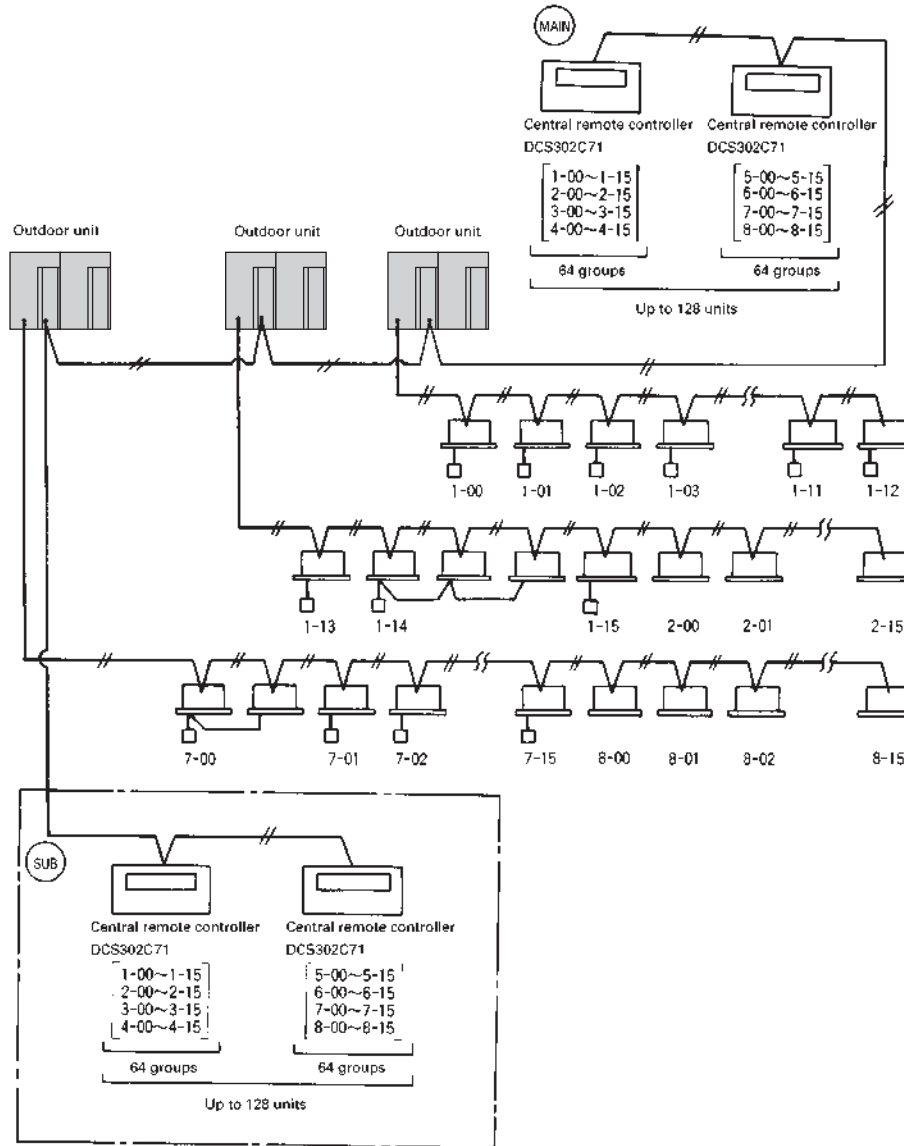 MAIN
Central remote controller
DCS302C71
1-00~1-15
2-00~2-15
3-00~3-15
4-00~4-15
64 groups
Central remote controller
DCS302C71
5-00~5-15
6-00~6-15
7-00~7-15
8-00~8-15
64 groups
Up to 128 units
Outdoor unit Outdoor unit Outdoor unit
1-00 1-01 1-02 1-03 1-11 1-12
1-13 1-14 1-15 2-00 2-01 2-15
7-00 7-01 7-02 7-15 8-00 8-01 8-02 8-15
SUB
Central remote controller
DCS302C71
1-00~1-15
2-00~2-15
3-00~3-15
4-00~4-15
64 groups
Central remote controller
DCS302C71
5-00~5-15
6-00~6-15
7-00~7-15
8-00~8-15
64 groups
Up to 128 units